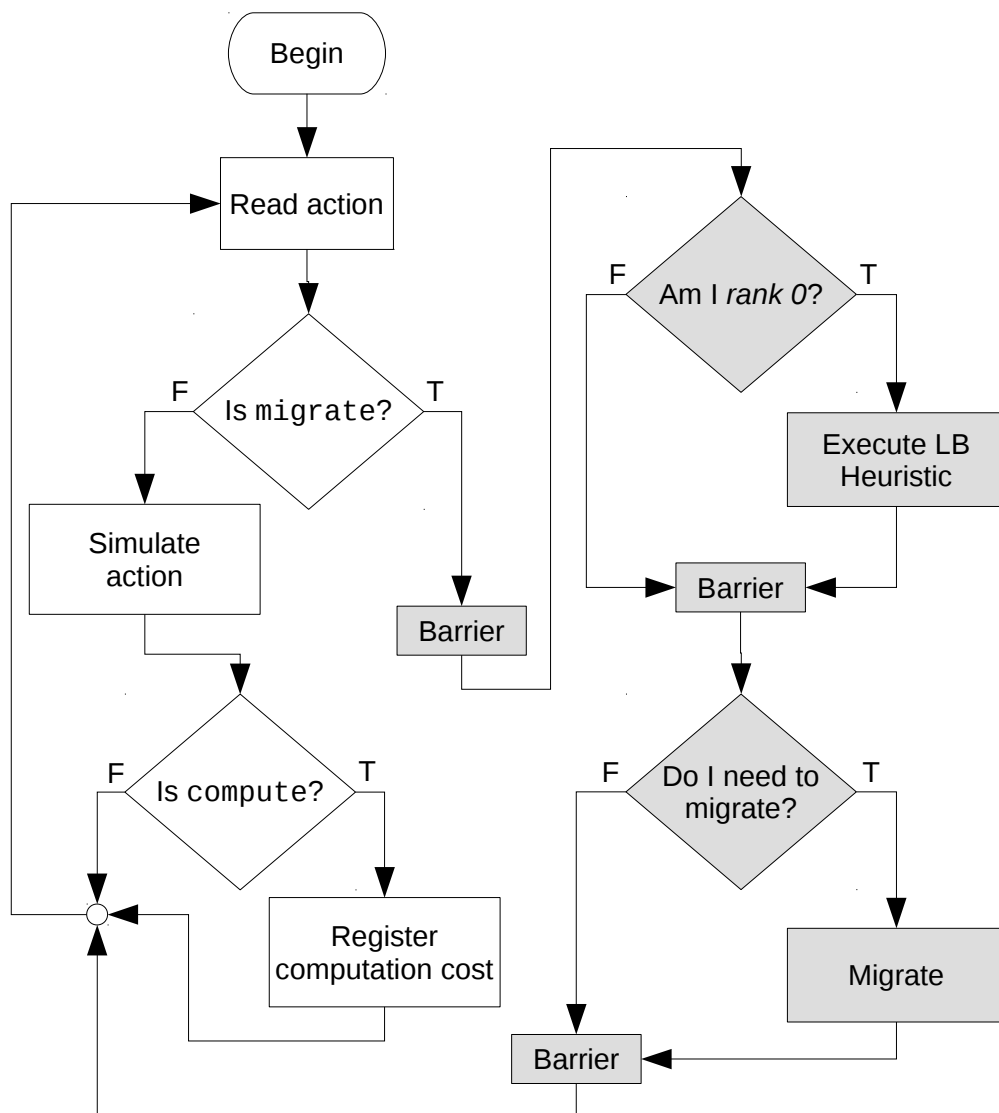 Begin
Read action
F
T
Is migrate?
Simulate
action
Barrier
F
T
Is compute?
Register
computation cost
F
T
Am I rank 0?
Execute LB
Heuristic
Barrier
F
T
Do I need to
migrate?
Migrate
Barrier